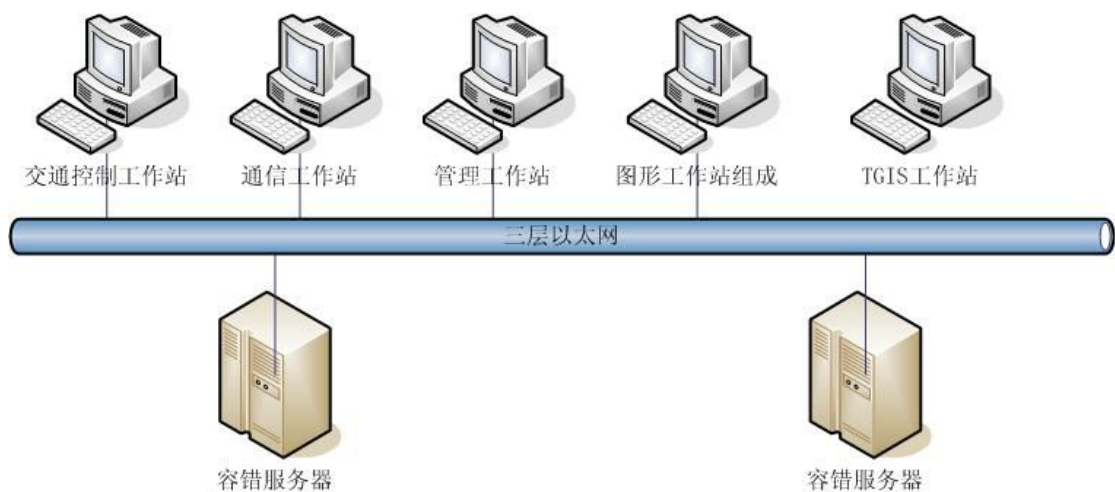 交通控制工作站
通信工作站
管理工作站
图形工作站组成
TGIS工作站
三层以太网
容错服务器
容错服务器